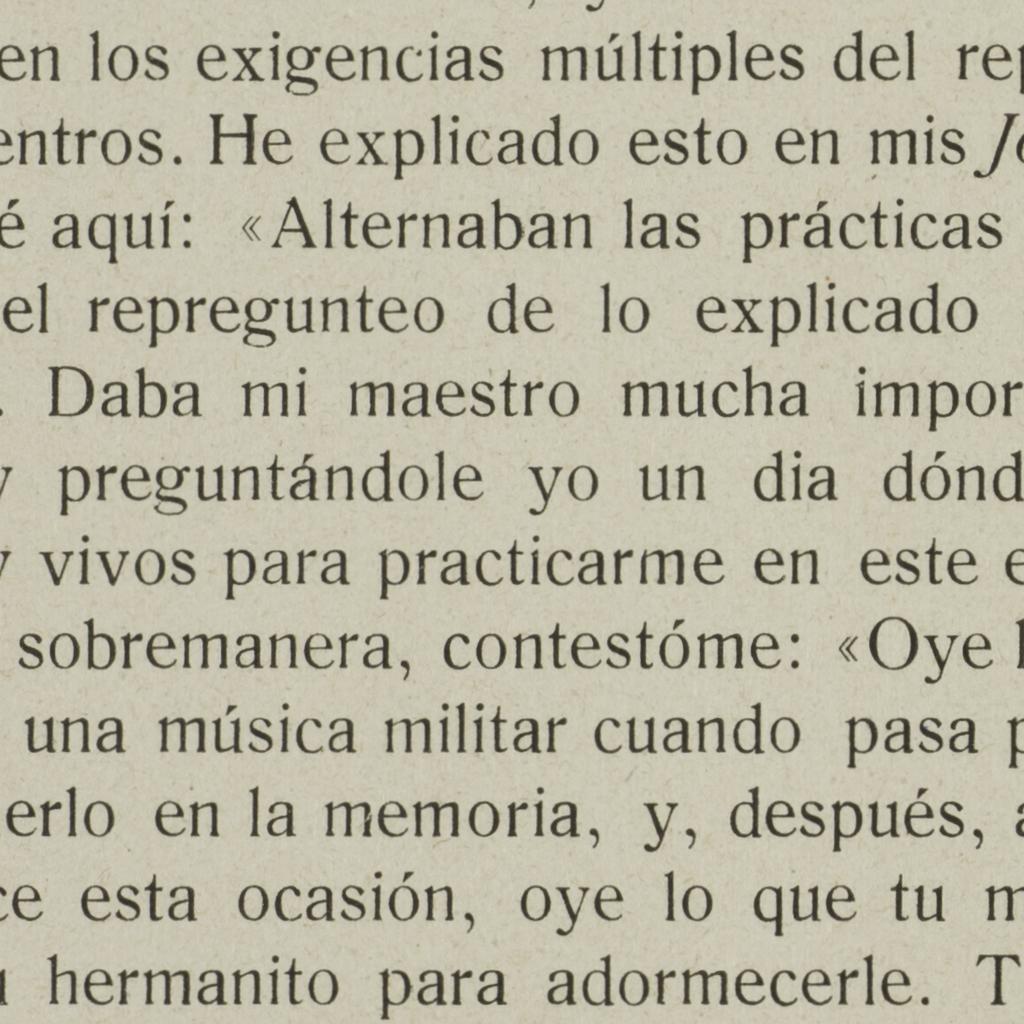 en los exigencias múltiples del
entros. He explicado esto en mis
é aquí: «Alternaban las prácticas
el repregunteo de lo explicado
. Daba mi maestro mucha impor
y preguntándole yo un dia dónd
y vivos para practicarme en este
sobremanera, contestóme: «Oye
una música militar cuando pasa
erlo en la memoria, y, después,
ce esta ocasión, oye lo que tu
hermanito para adormecerle.